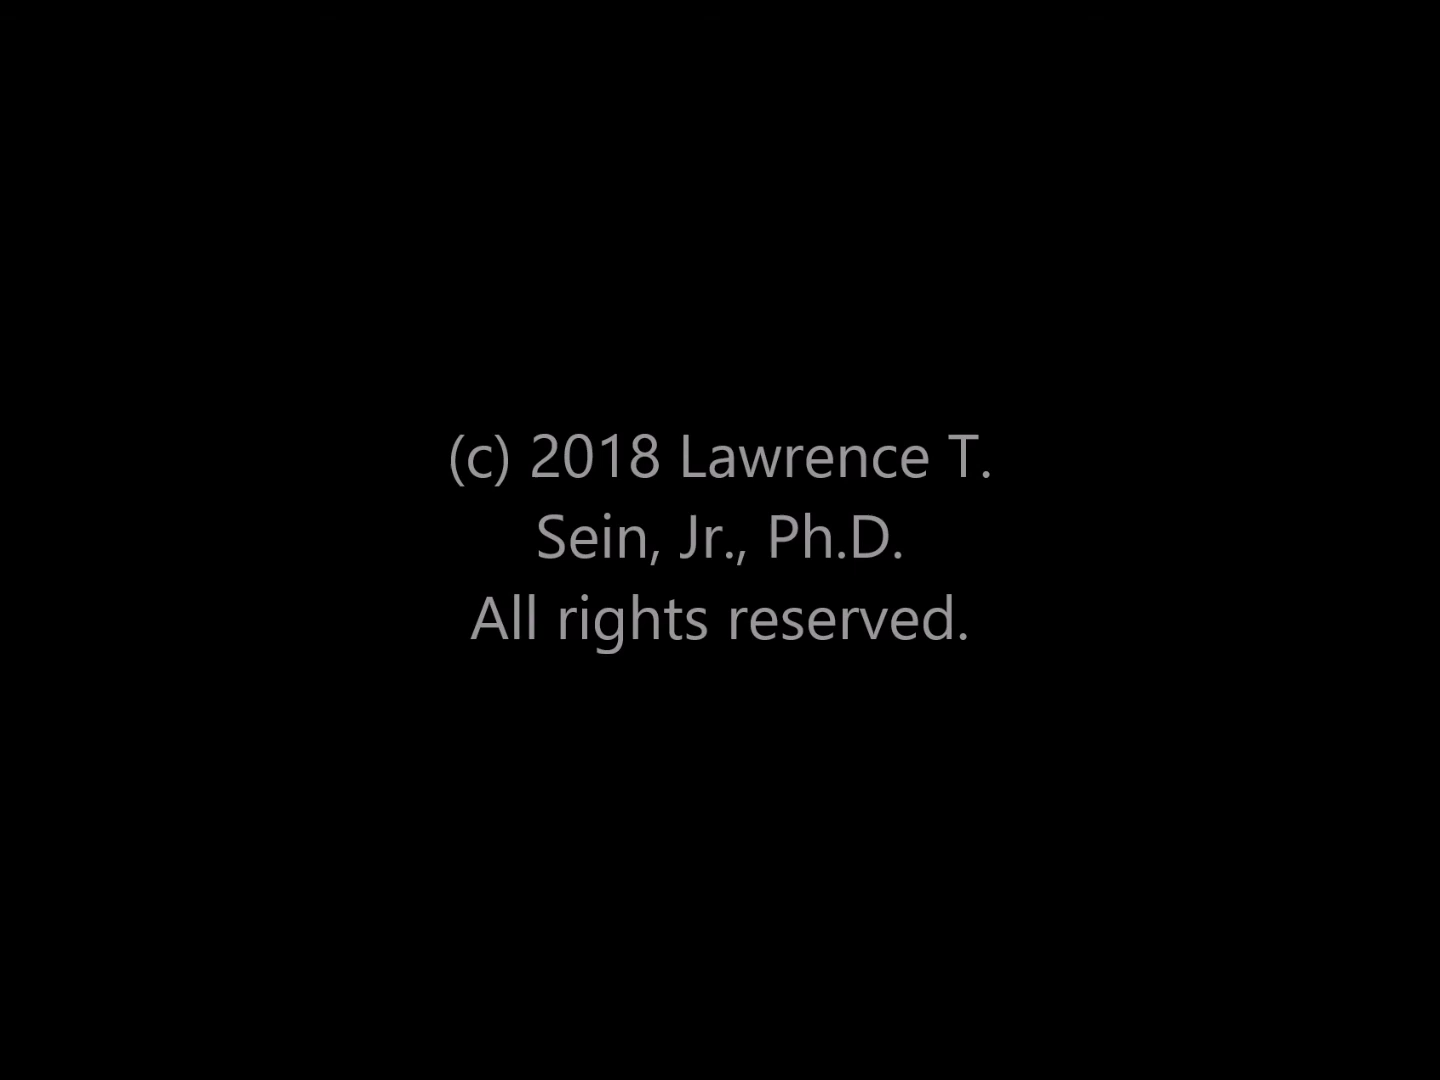 (c) 2018 Lawrence T.
Sein, Jr., Ph.D.
All rights reserved.